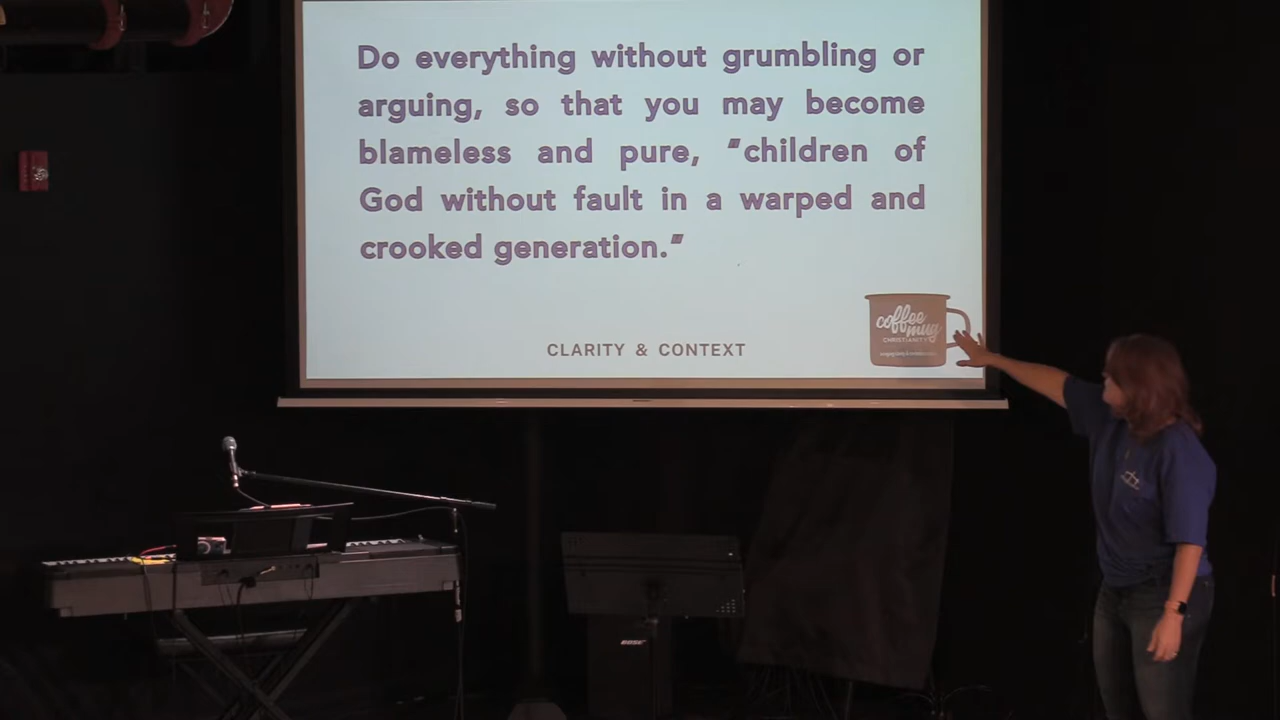 Do everything without grumbling or
arguing, so that you may become
blameless and pure, "children of
God without fault in a warped and
crooked generation."
CLARITY & CONTEXT
coffee
mug
CHRISTIANITY
BOSE